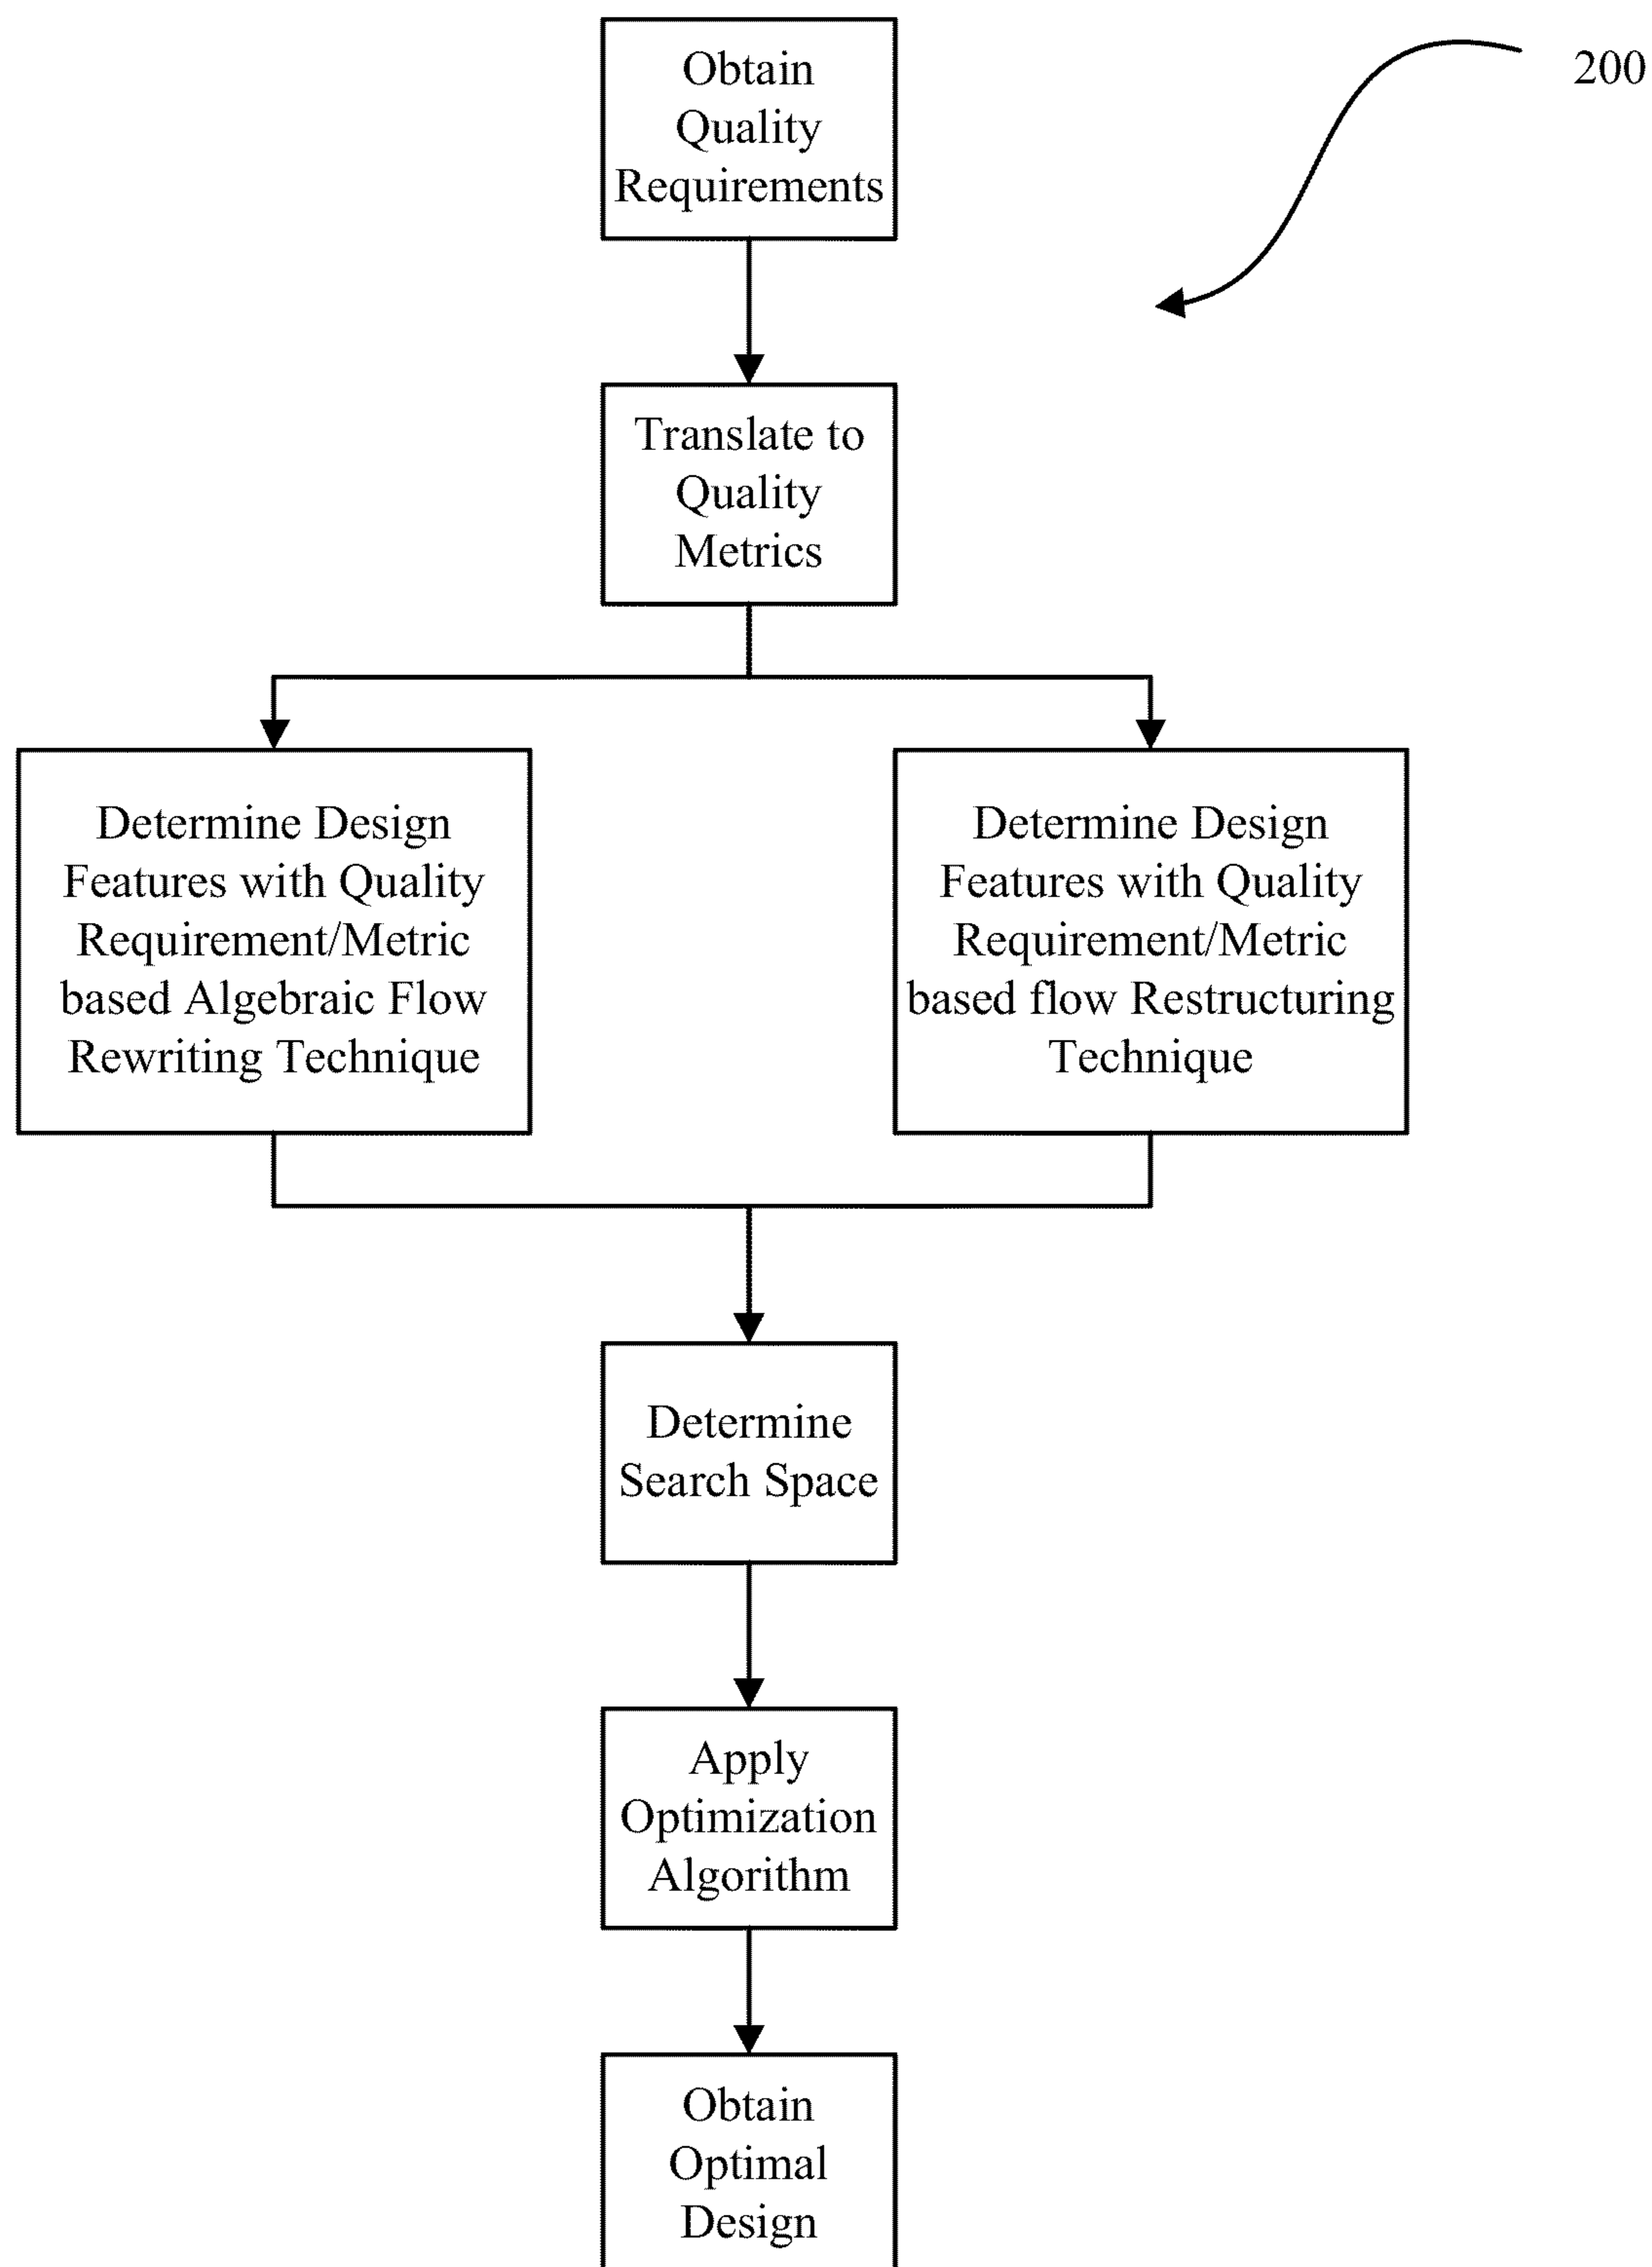 Obtain
Quality
Requirements
200
Translate to
Quality
Metrics
Determine Design
Features with Quality
Requirement/Metric
based Algebraic Flow
Rewriting Technique
Determine Design
Features with Quality
Requirement/Metric
based flow Restructuring
Technique
Determine
Search Space
Apply
Optimization
Algorithm
Obtain
Optimal
Design